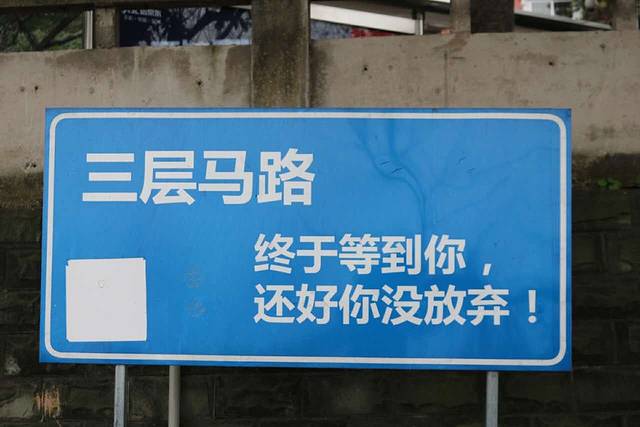 三层马路
终于等到你，
还好你没放弃！